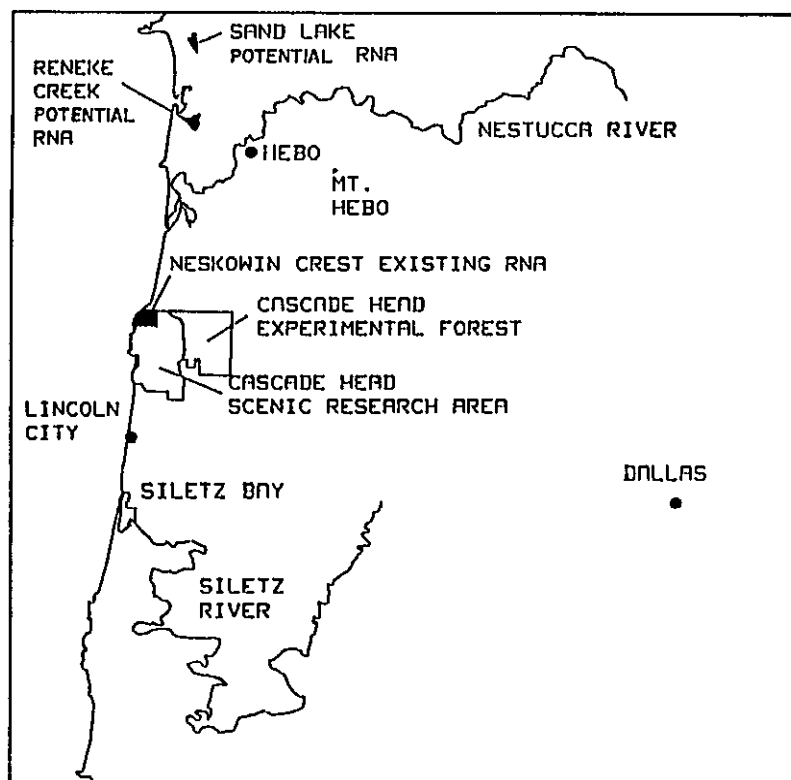 SAND LAKE
POTENTIAL RNA
RENEKE
CREEK
POTENTIAL
RNA
NESTUCCA RIVER
HEBO
MT.
HEBO
NESKOWIN CREST EXISTING RNA
CASCADE HEAD
EXPERIMENTAL FOREST
CASCADE HEAD
SCENIC RESEARCH AREA
LINCOLN
CITY
DALLAS
SILETZ BAY
SILETZ
RIVER